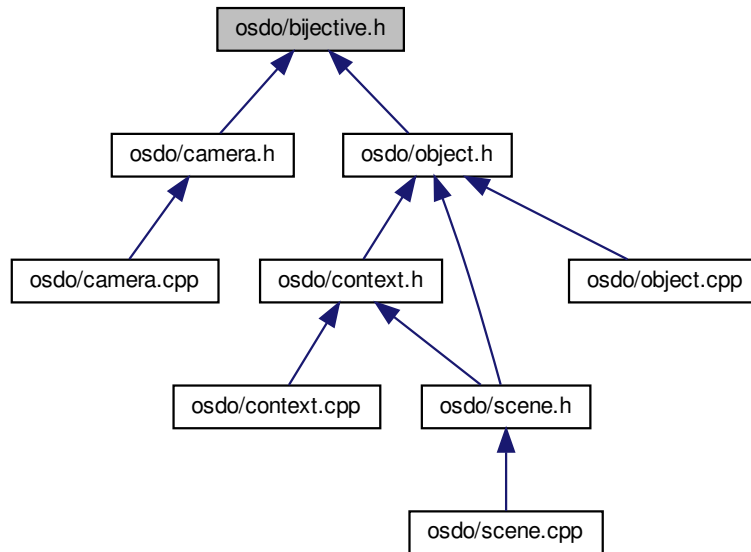 osdo/bijective.h
osdo/camera.h
osdo/object.h
osdo/camera.cpp
osdo/context.h
osdo/object.cpp
osdo/context.cpp
osdo/scene.h
osdo/scene.cpp